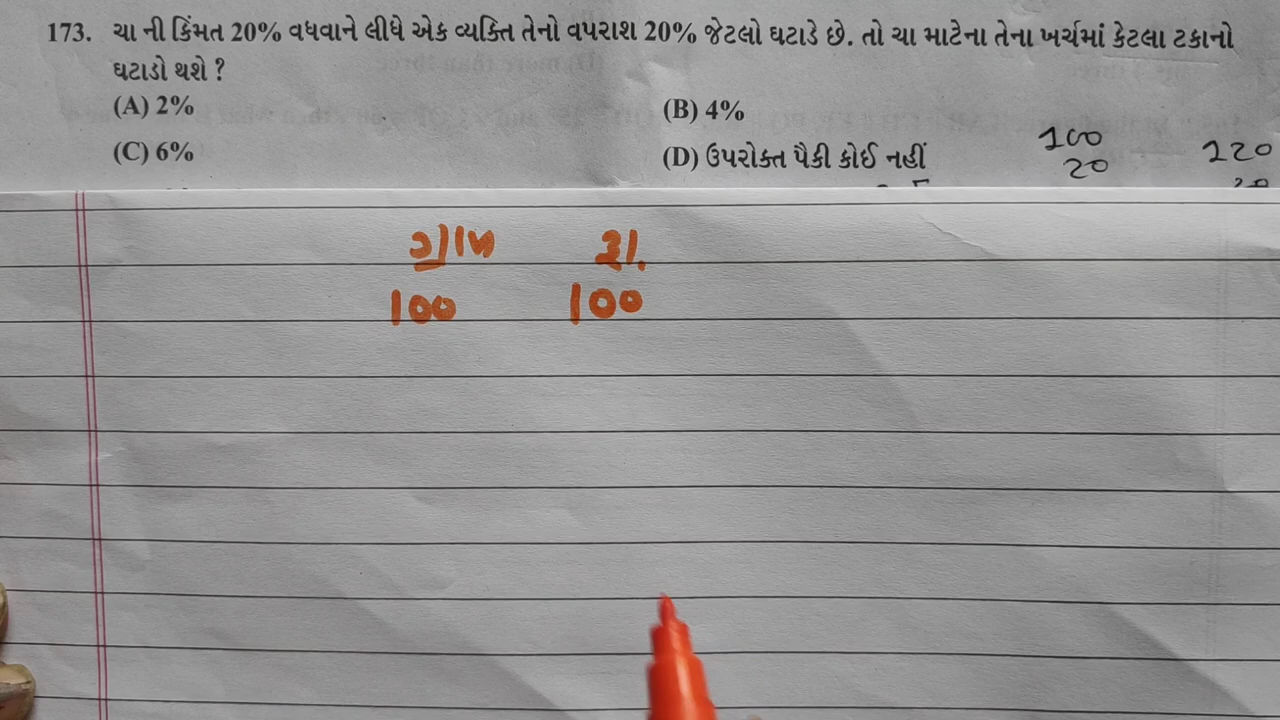 173. ચા ની કિંમત 20% વધવાને લીધે એક વ્યક્તિ તેનો વપરાશ 20% જેટલો ઘટાડે છે. તો ચા માટેના તેના ખર્ચમાં કેટલા ટકાનો
ઘટાડો થશે ?
(A) 2% (B) 4%
(C) 6% (D) ઉપરોક્ત પૈકી કોઈ નહીં
100 120
20
ગ્રામ રૂા.
100 100